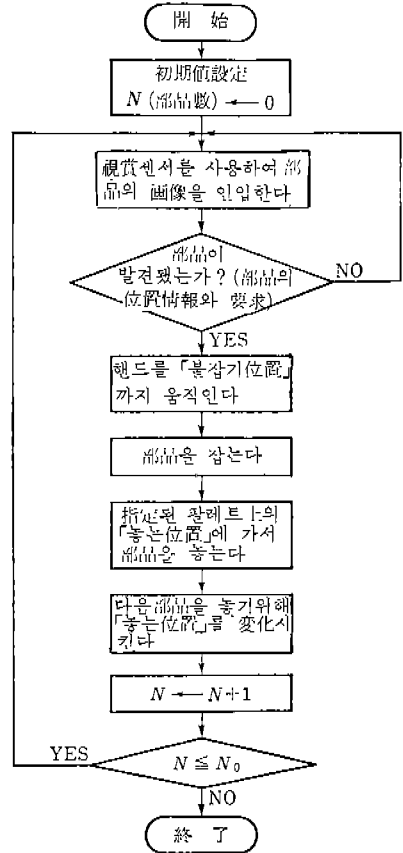 開 始
初期値設定
N (部品數) ← 0
視覺센서를 사용하여 部
品의 画像을 인입한다
部品이
발견됐는가? (部品의
位置情報와 要求)
NO
YES
핸드를 「붙잡기位置」
까지 움직인다
部品을 잡는다
指定된 팔레트上의
「놓는位置」에 가서
部品을 놓는다
다음部品을 놓기위해
「놓는位置」를 変化시
킨다
N ← N+1
YES
N ≦ N₀
NO
終 了